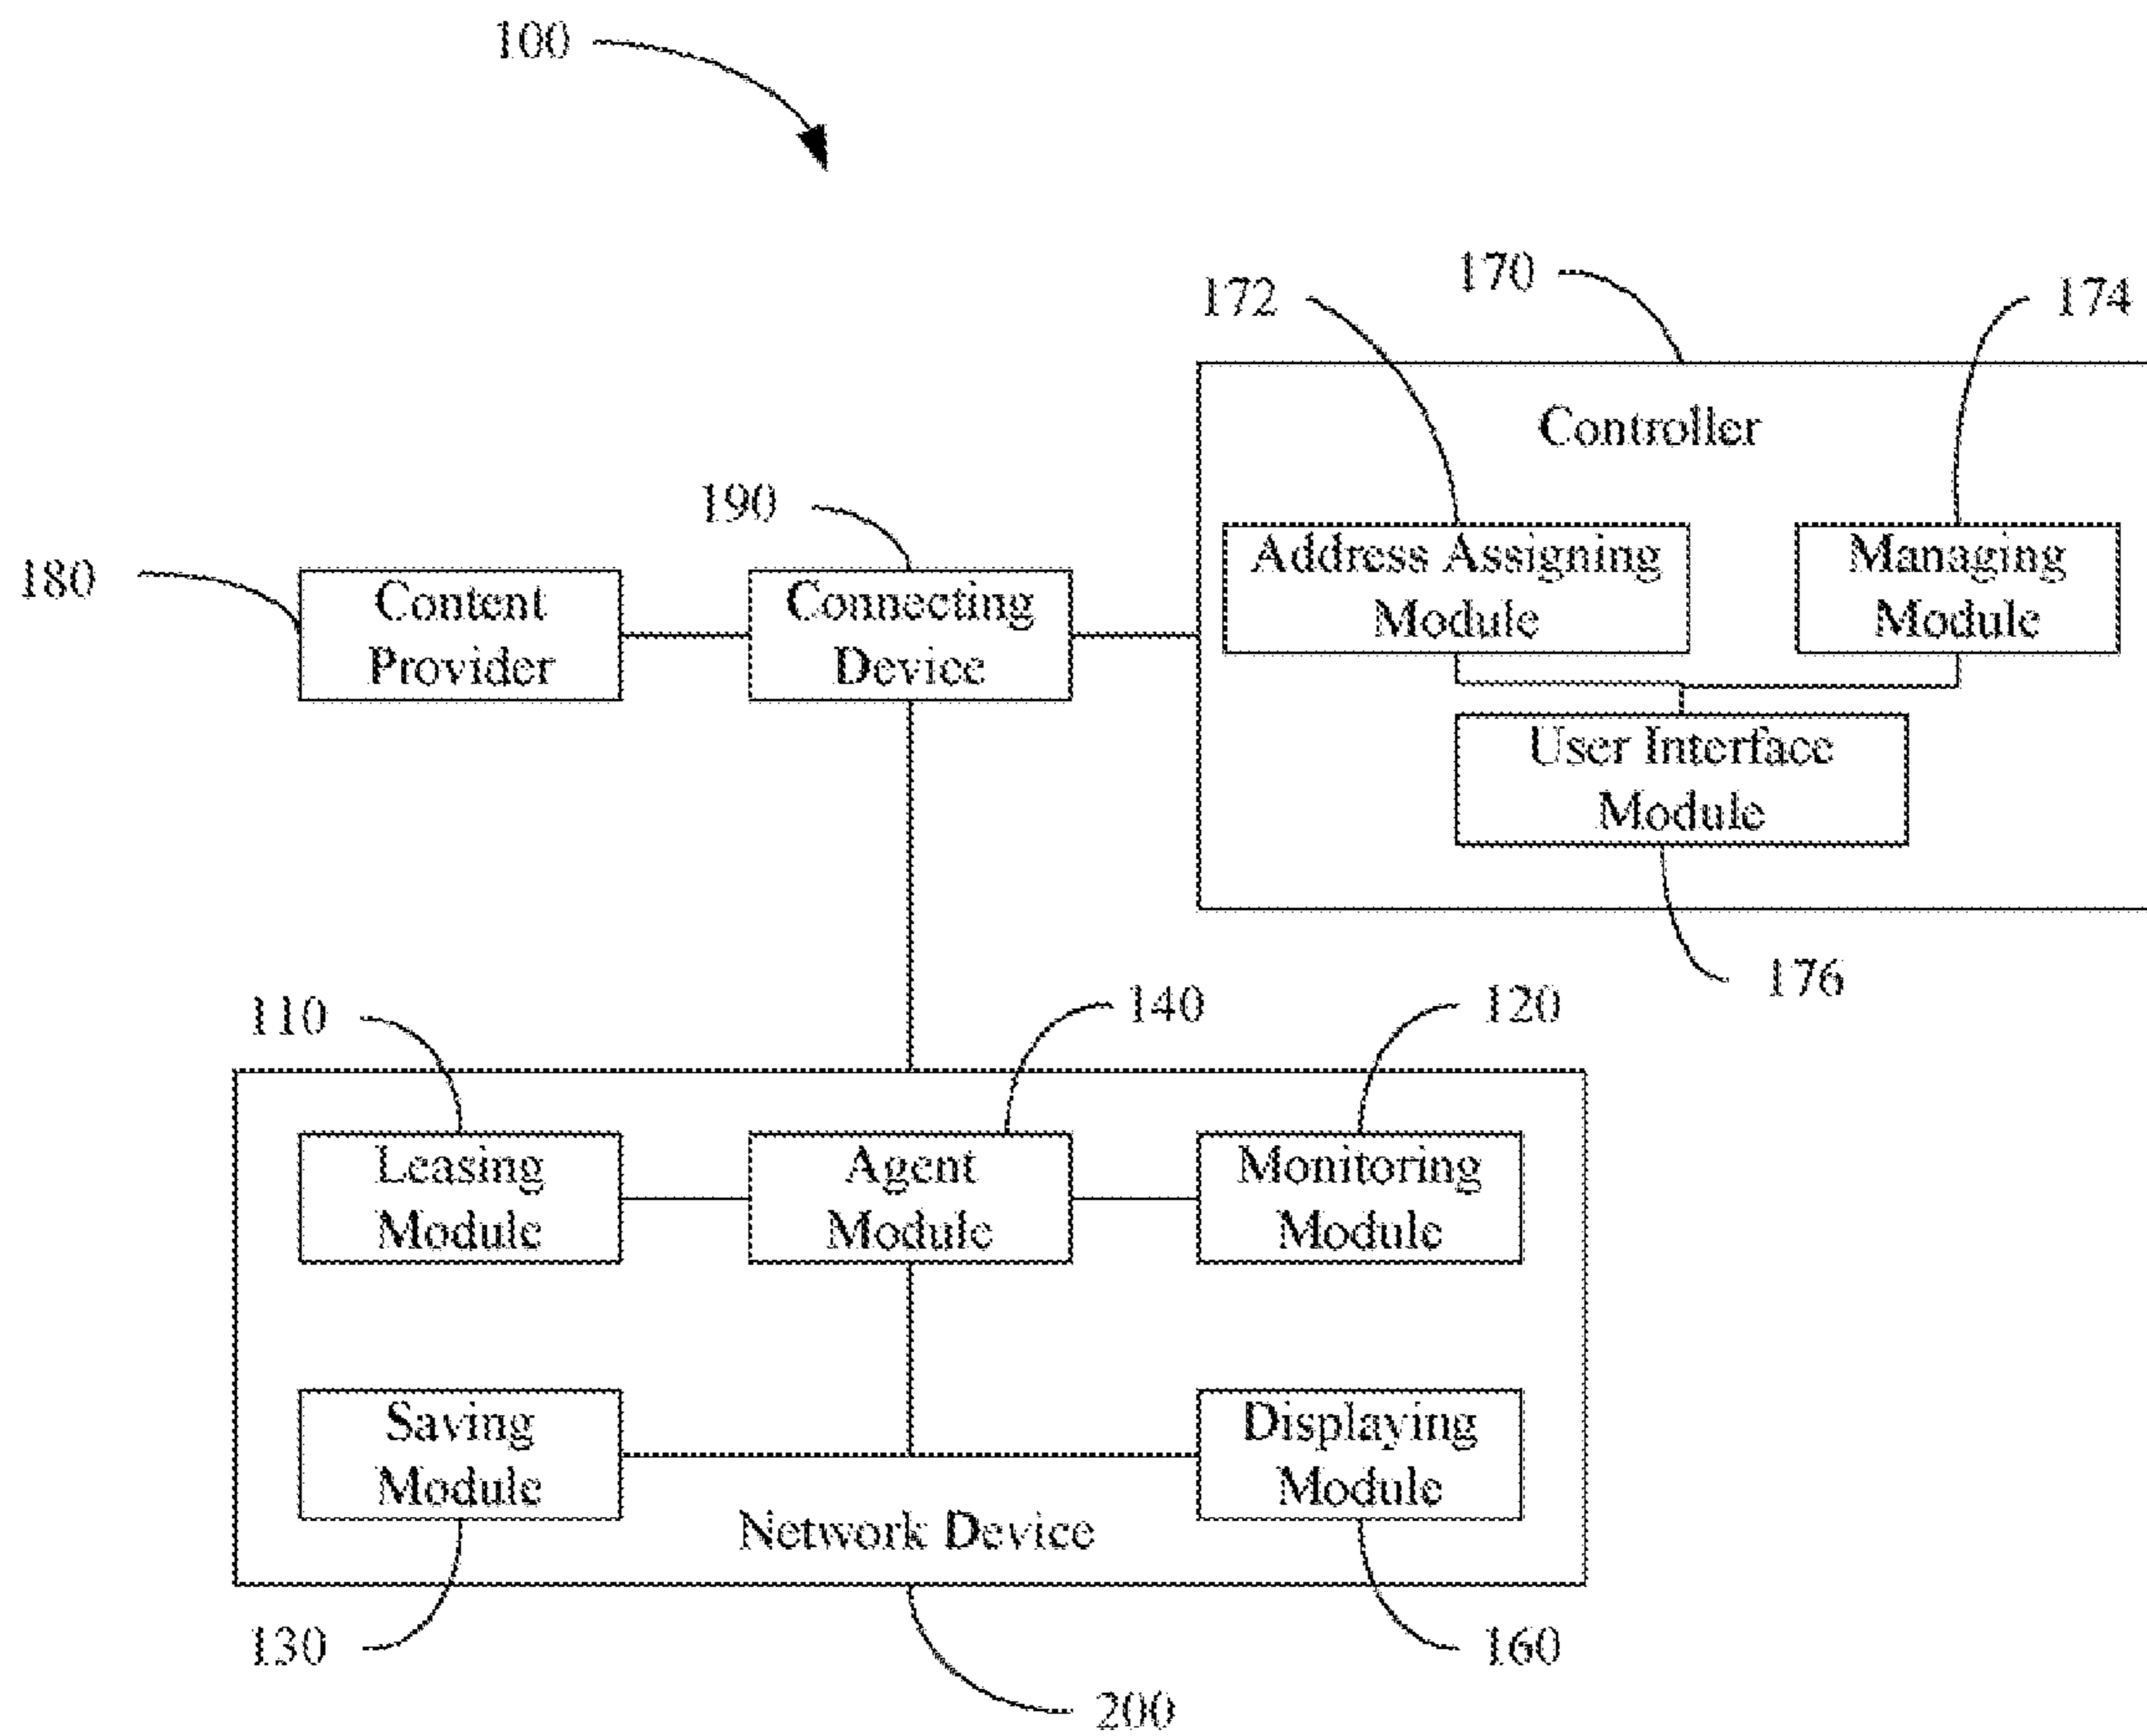 100
170
172
174
Controller
190
Address Assigning
Module
Managing
Module
180
Content
Provider
Connecting
Device
User Interface
Module
176
110
140
120
Leasing
Module
Agent
Module
Monitoring
Module
Saving
Module
Displaying
Module
Network Device
130
160
200